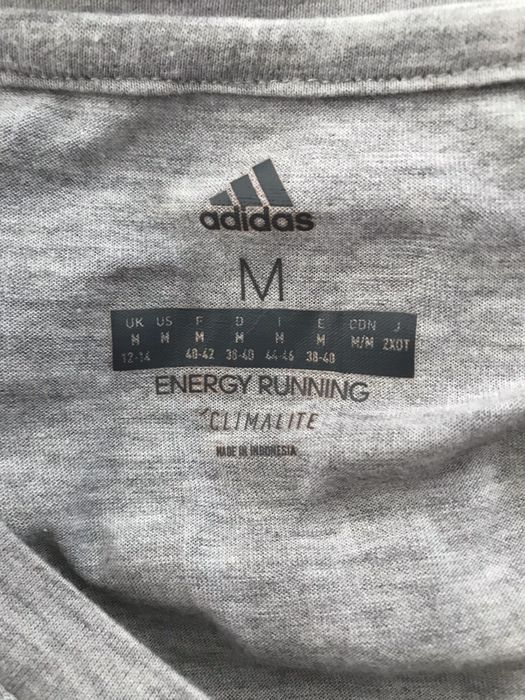 adidas
M
UK US F D I E CDN J
M M M M M M M/M 2XOT
12-14 40-42 38-40 44-46 38-40
ENERGY RUNNING
CLIMALITE
MADE IN INDONESIA